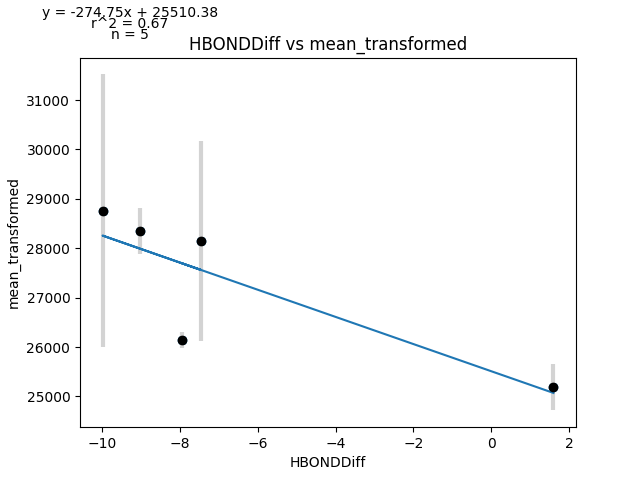 y = -274.75x + 25510.38
r^2 = 0.67
n = 5
HBONDDiff vs mean_transformed
31000
30000
29000
28000
27000
26000
25000
mean_transformed
−10
−8
−6
−4
−2
0
2
HBONDDiff